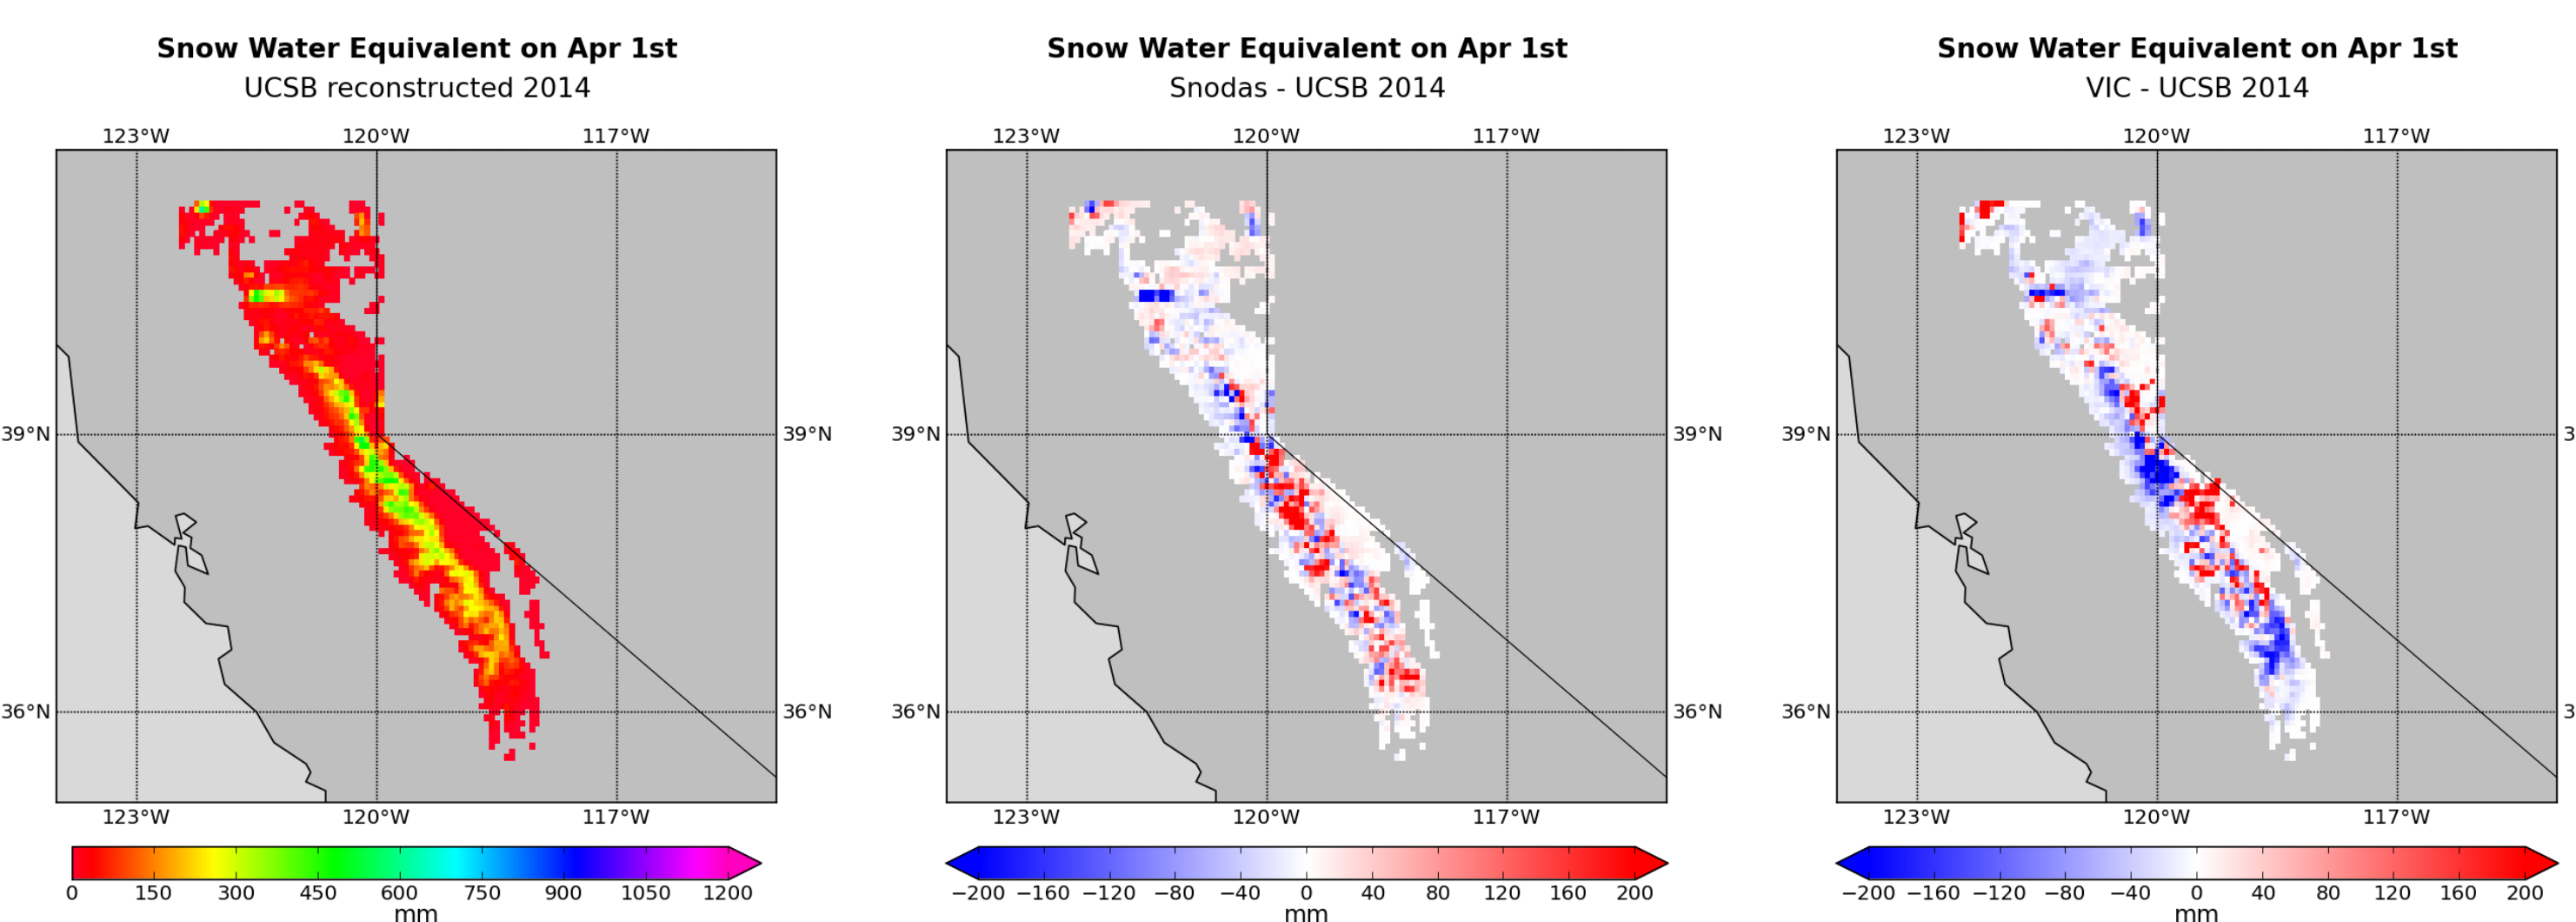 Snow Water Equivalent on Apr 1st
UCSB reconstructed 2014
123°W 120°W 117°W
39°N 39°N
36°N 36°N
123°W 120°W 117°W
0 150 300 450 600 750 900 1050 1200
mm
Snow Water Equivalent on Apr 1st
Snodas - UCSB 2014
123°W 120°W 117°W
39°N 39°N
36°N 36°N
123°W 120°W 117°W
−200 −160 −120 −80 −40 0 40 80 120 160 200
mm
Snow Water Equivalent on Apr 1st
VIC - UCSB 2014
123°W 120°W 117°W
39°N 3
36°N 3
123°W 120°W 117°W
−200 −160 −120 −80 −40 0 40 80 120 160 200
mm